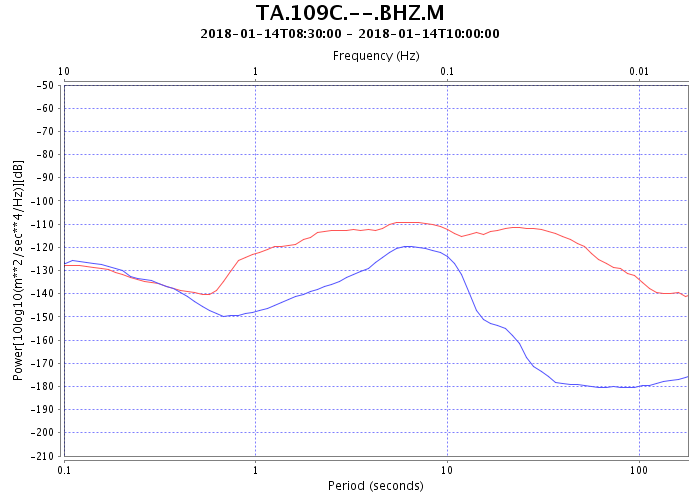 TA.109C.--.BHZ.M
2018-01-14T08:30:00 - 2018-01-14T10:00:00
Frequency (Hz)
10 1 0.1 0.01
-50
-60
-70
-80
-90
-100
-110
-120
-130
-140
-150
-160
-170
-180
-190
-200
-210
Power[10log10(m**2/sec**4/Hz)][dB]
0.1 1 10 100
Period (seconds)